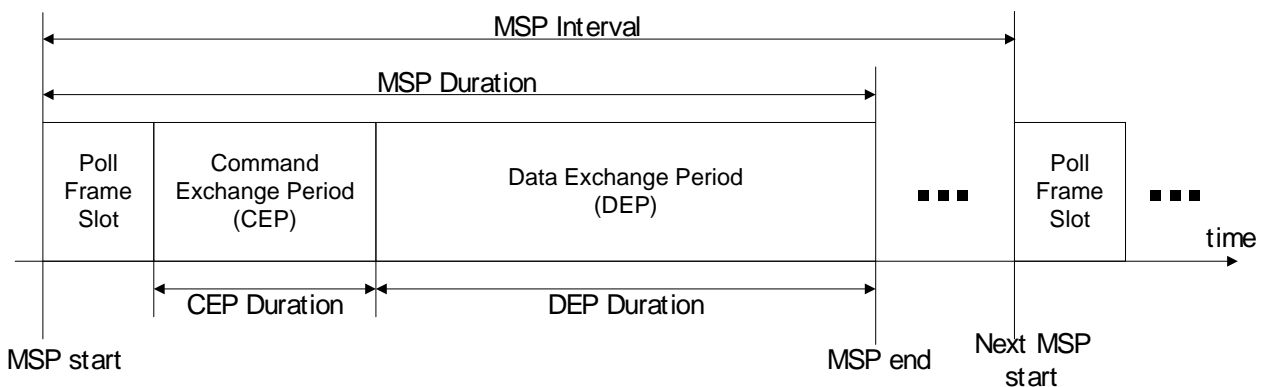 MSP Interval
MSP Duration
Poll
Frame
Slot
Command
Exchange Period
(CEP)
Data Exchange Period
(DEP)
Poll
Frame
Slot
time
CEP Duration
DEP Duration
MSP start
MSP end
Next MSP
start